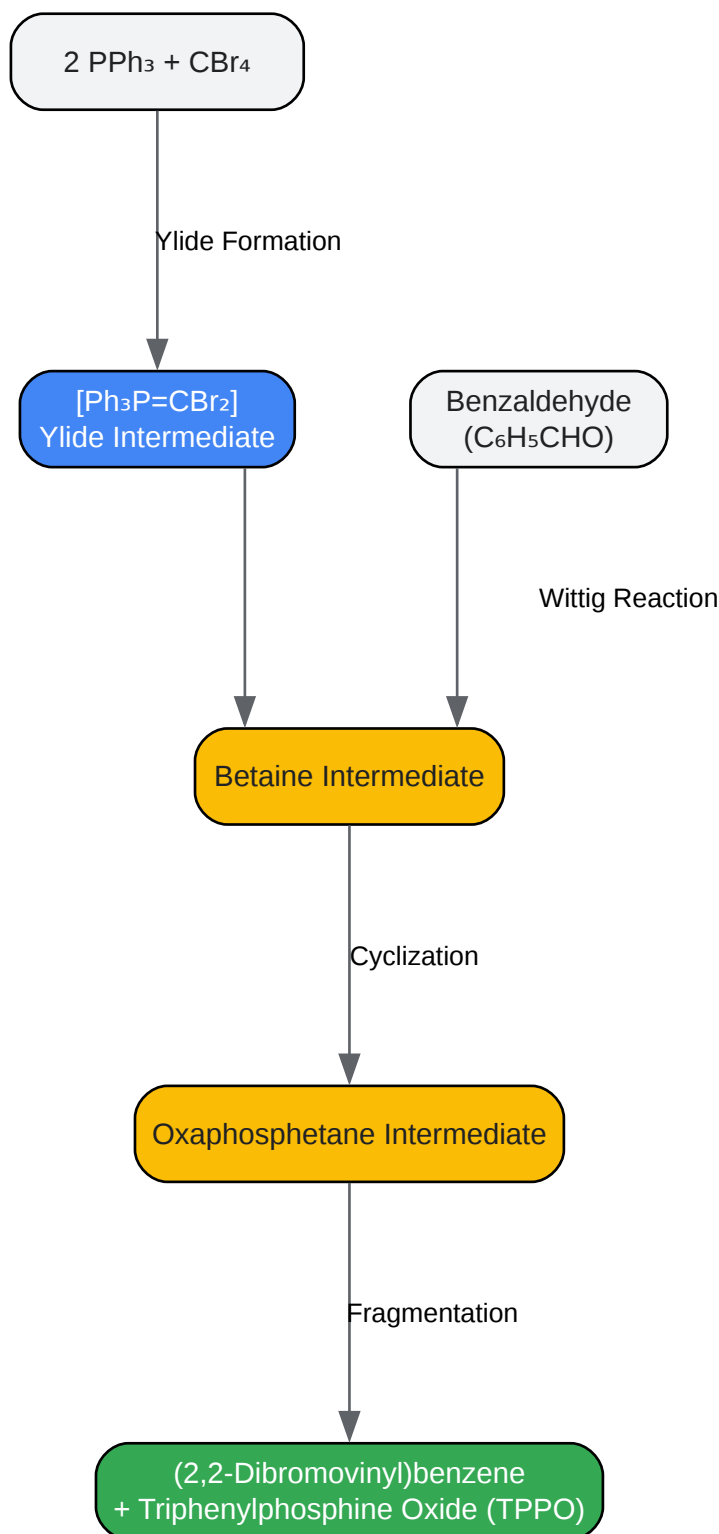 2 PPh₃ + CBr₄
Ylide Formation
[Ph₃P=CBr₂]
Ylide Intermediate
Benzaldehyde
(C₆H₅CHO)
Wittig Reaction
Betaine Intermediate
Cyclization
Oxaphosphetane Intermediate
Fragmentation
(2,2-Dibromovinyl)benzene
+ Triphenylphosphine Oxide (TPPO)